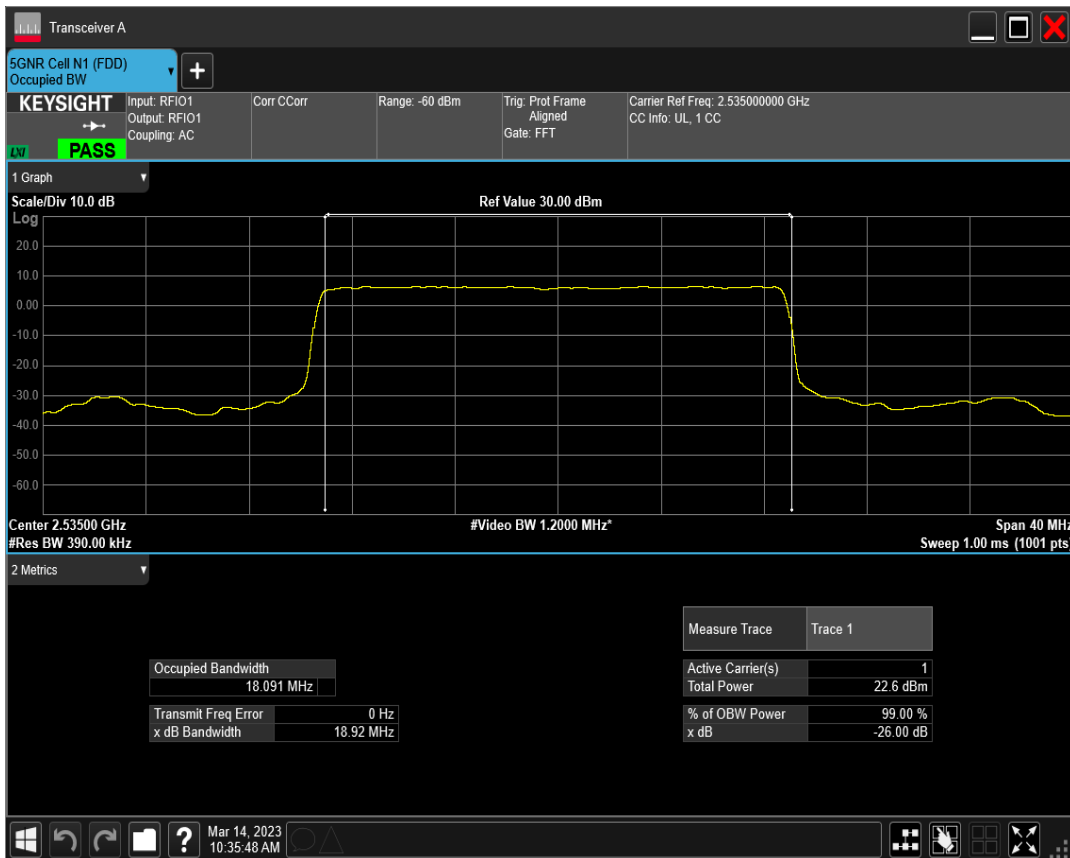 Transceiver A
5GNR Cell N1 (FDD)
Occupied BW
KEYSIGHT
LXI
PASS
Input: RFIO1
Output: RFIO1
Coupling: AC
Corr CCorr
Range: -60 dBm
Trig: Prot Frame
Aligned
Gate: FFT
Carrier Ref Freq: 2.535000000 GHz
CC Info: UL, 1 CC
1 Graph
Scale/Div 10.0 dB
Ref Value 30.00 dBm
Log
20.0
10.0
0.00
-10.0
-20.0
-30.0
-40.0
-50.0
-60.0
Center 2.53500 GHz
#Video BW 1.2000 MHz*
Span 40 MHz
#Res BW 390.00 kHz
Sweep 1.00 ms (1001 pts)
2 Metrics
Measure Trace Trace 1
Occupied Bandwidth
18.091 MHz
Active Carrier(s) 1
Total Power 22.6 dBm
Transmit Freq Error 0 Hz
x dB Bandwidth 18.92 MHz
% of OBW Power 99.00 %
x dB -26.00 dB
Mar 14, 2023
10:35:48 AM